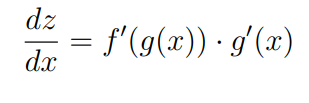 dz/dx = f′(g(x)) · g′(x)